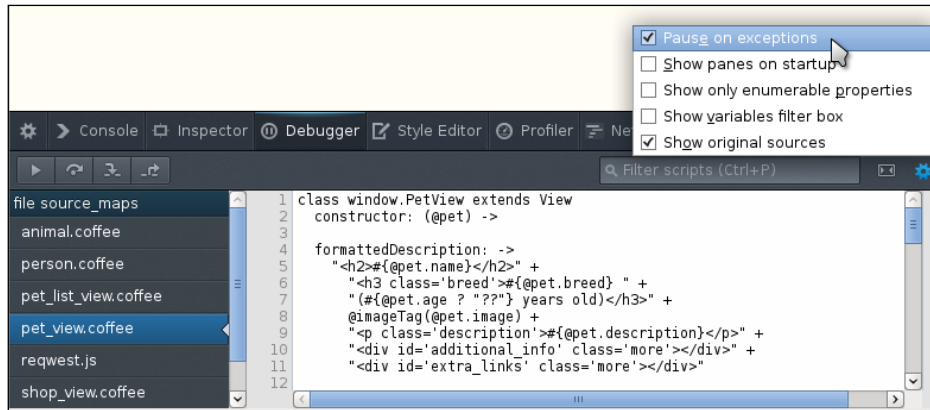 Pause on exceptions
Show panes on startup
Show only enumerable properties
Show variables filter box
Show original sources
Console Inspector Debugger Style Editor Profiler
Filter scripts (Ctrl+P)
file source_maps
animal.coffee
person.coffee
pet_list_view.coffee
pet_view.coffee
reqwest.js
shop_view.coffee
1 class window.PetView extends View
2 constructor: (@pet) ->
3
4 formattedDescription: ->
5 "<h2>#{@pet.name}</h2>" +
6 "<h3 class='breed'>#{@pet.breed} " +
7 "(#{@pet.age ? "??"} years old)</h3>" +
8 @imageTag(@pet.image) +
9 "<p class='description'>#{@pet.description}</p>" +
10 "<div id='additional_info' class='more'></div>" +
11 "<div id='extra_links' class='more'></div>"
12